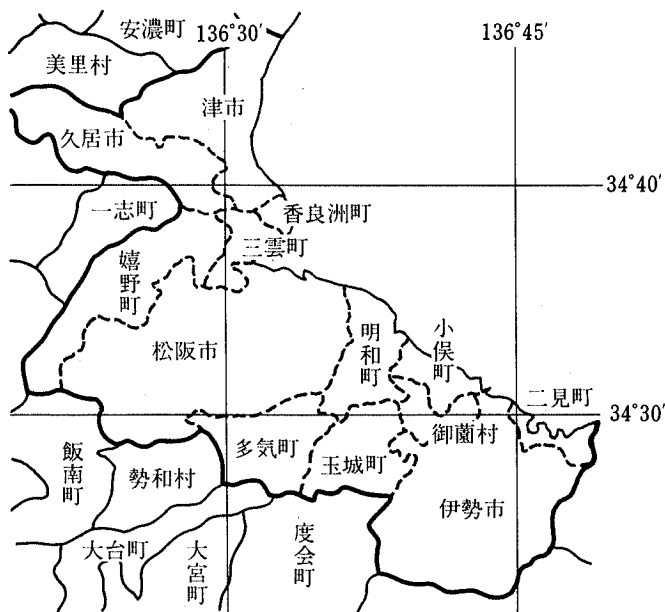 安濃町
136°30′
136°45′
美里村
津市
久居市
34°40′
一志町
香良洲町
三雲町
嬉野町
松阪市
明和町
小俣町
二見町
34°30′
多気町
御薗村
飯南町
勢和村
玉城町
伊勢市
大台町
大宮町
度会町